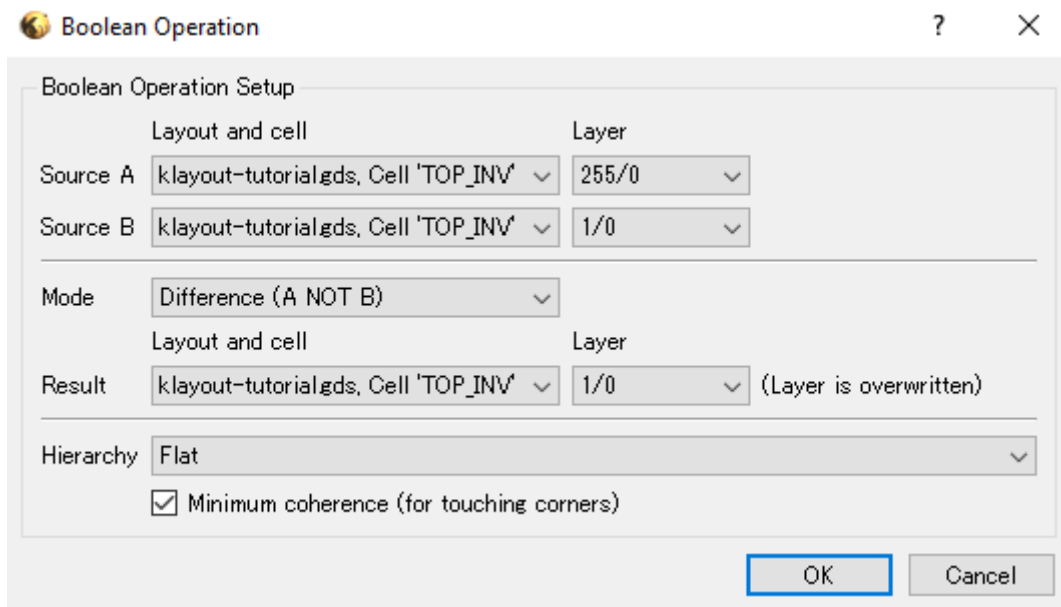 Boolean Operation ? ×
Boolean Operation Setup
Layout and cell Layer
Source A klayout-tutorial.gds, Cell 'TOP_INV' 255/0
Source B klayout-tutorial.gds, Cell 'TOP_INV' 1/0
Mode Difference (A NOT B)
Layout and cell Layer
Result klayout-tutorial.gds, Cell 'TOP_INV' 1/0 (Layer is overwritten)
Hierarchy Flat
Minimum coherence (for touching corners)
OK Cancel